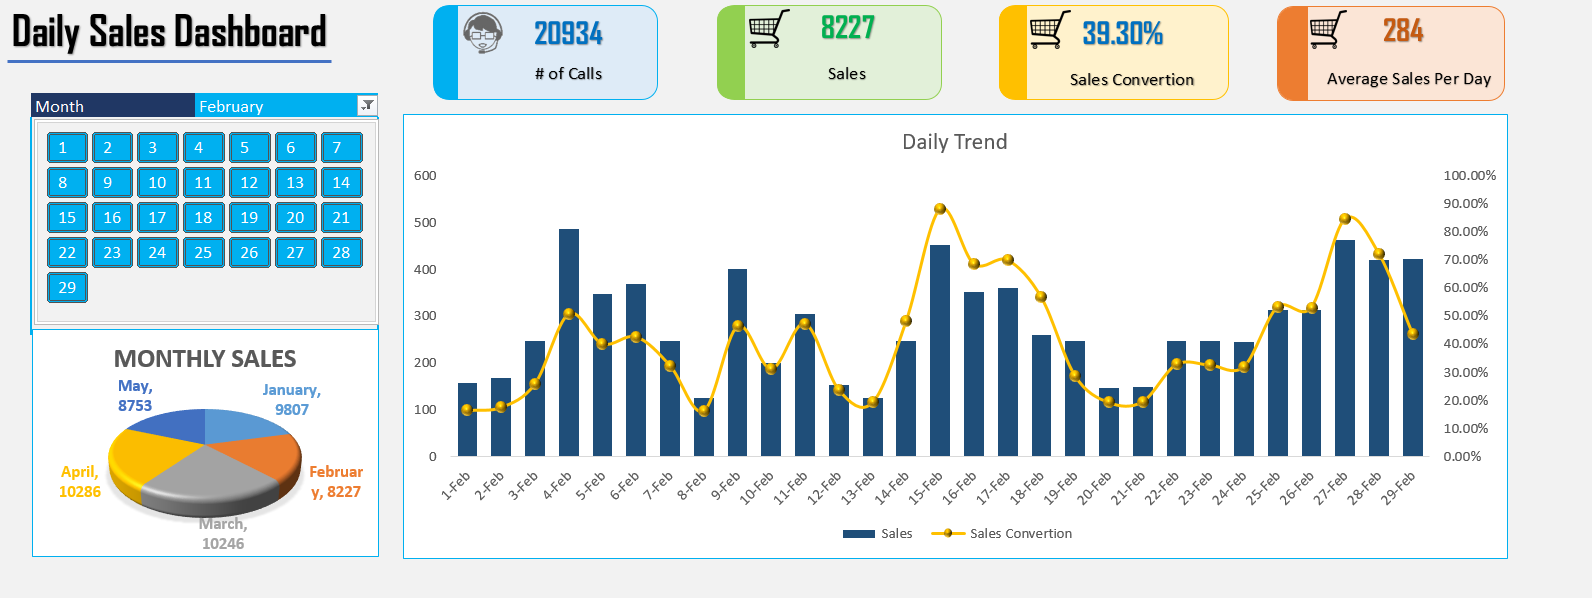 Daily Sales Dashboard
20934
# of Calls
8227
Sales
39.30%
Sales Convertion
284
Average Sales Per Day
Month February
1 2 3 4 5 6 7
8 9 10 11 12 13 14
15 16 17 18 19 20 21
22 23 24 25 26 27 28
29
MONTHLY SALES
May,
8753
January,
9807
April,
10286
Februar
y, 8227
March,
10246
Daily Trend
600
500
400
300
200
100
0
100.00%
90.00%
80.00%
70.00%
60.00%
50.00%
40.00%
30.00%
20.00%
10.00%
0.00%
1-Feb
2-Feb
3-Feb
4-Feb
5-Feb
6-Feb
7-Feb
8-Feb
9-Feb
10-Feb
11-Feb
12-Feb
13-Feb
14-Feb
15-Feb
16-Feb
17-Feb
18-Feb
19-Feb
20-Feb
21-Feb
22-Feb
23-Feb
24-Feb
25-Feb
26-Feb
27-Feb
28-Feb
29-Feb
Sales
Sales Convertion